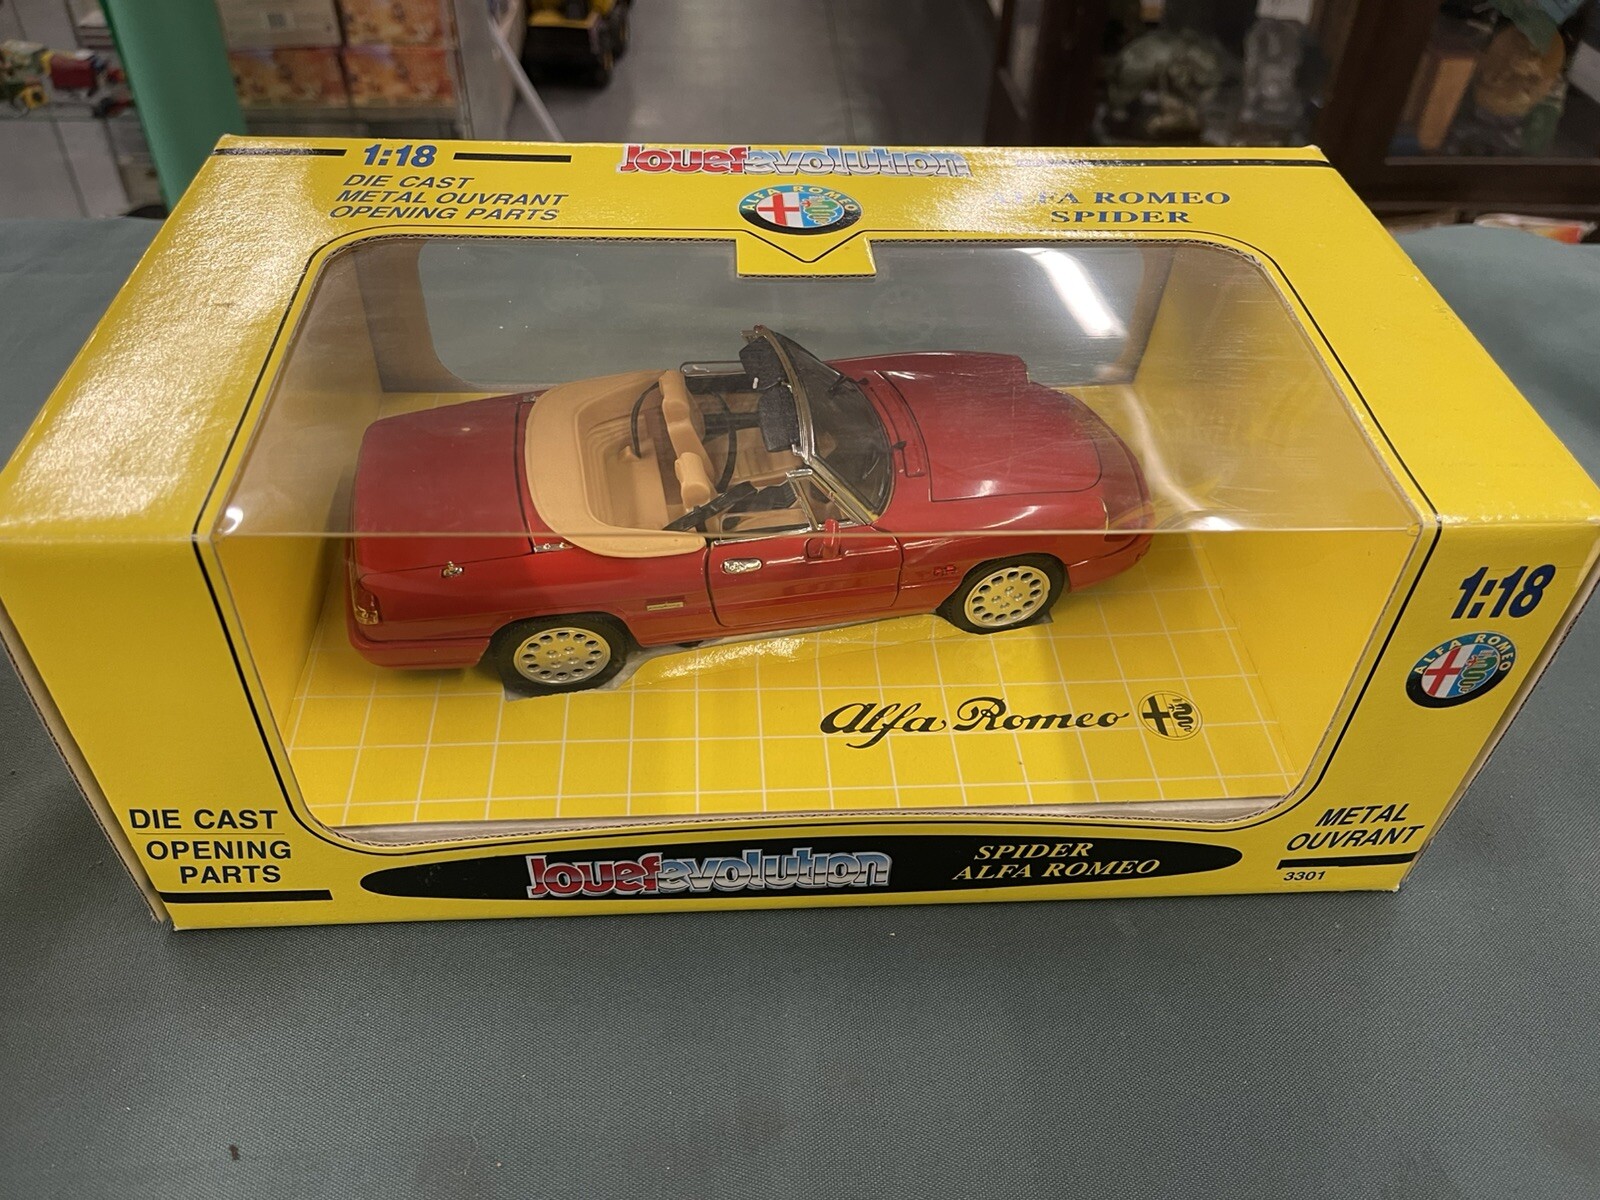 1:18
DIE CAST
METAL OUVRANT
OPENING PARTS
Jouefevolution
ALFA ROMEO
ALFA ROMEO
SPIDER
1:18
ALFA ROMEO
Alfa Romeo
DIE CAST
OPENING
PARTS
Jouefevolution
SPIDER
ALFA ROMEO
METAL
OUVRANT
3301